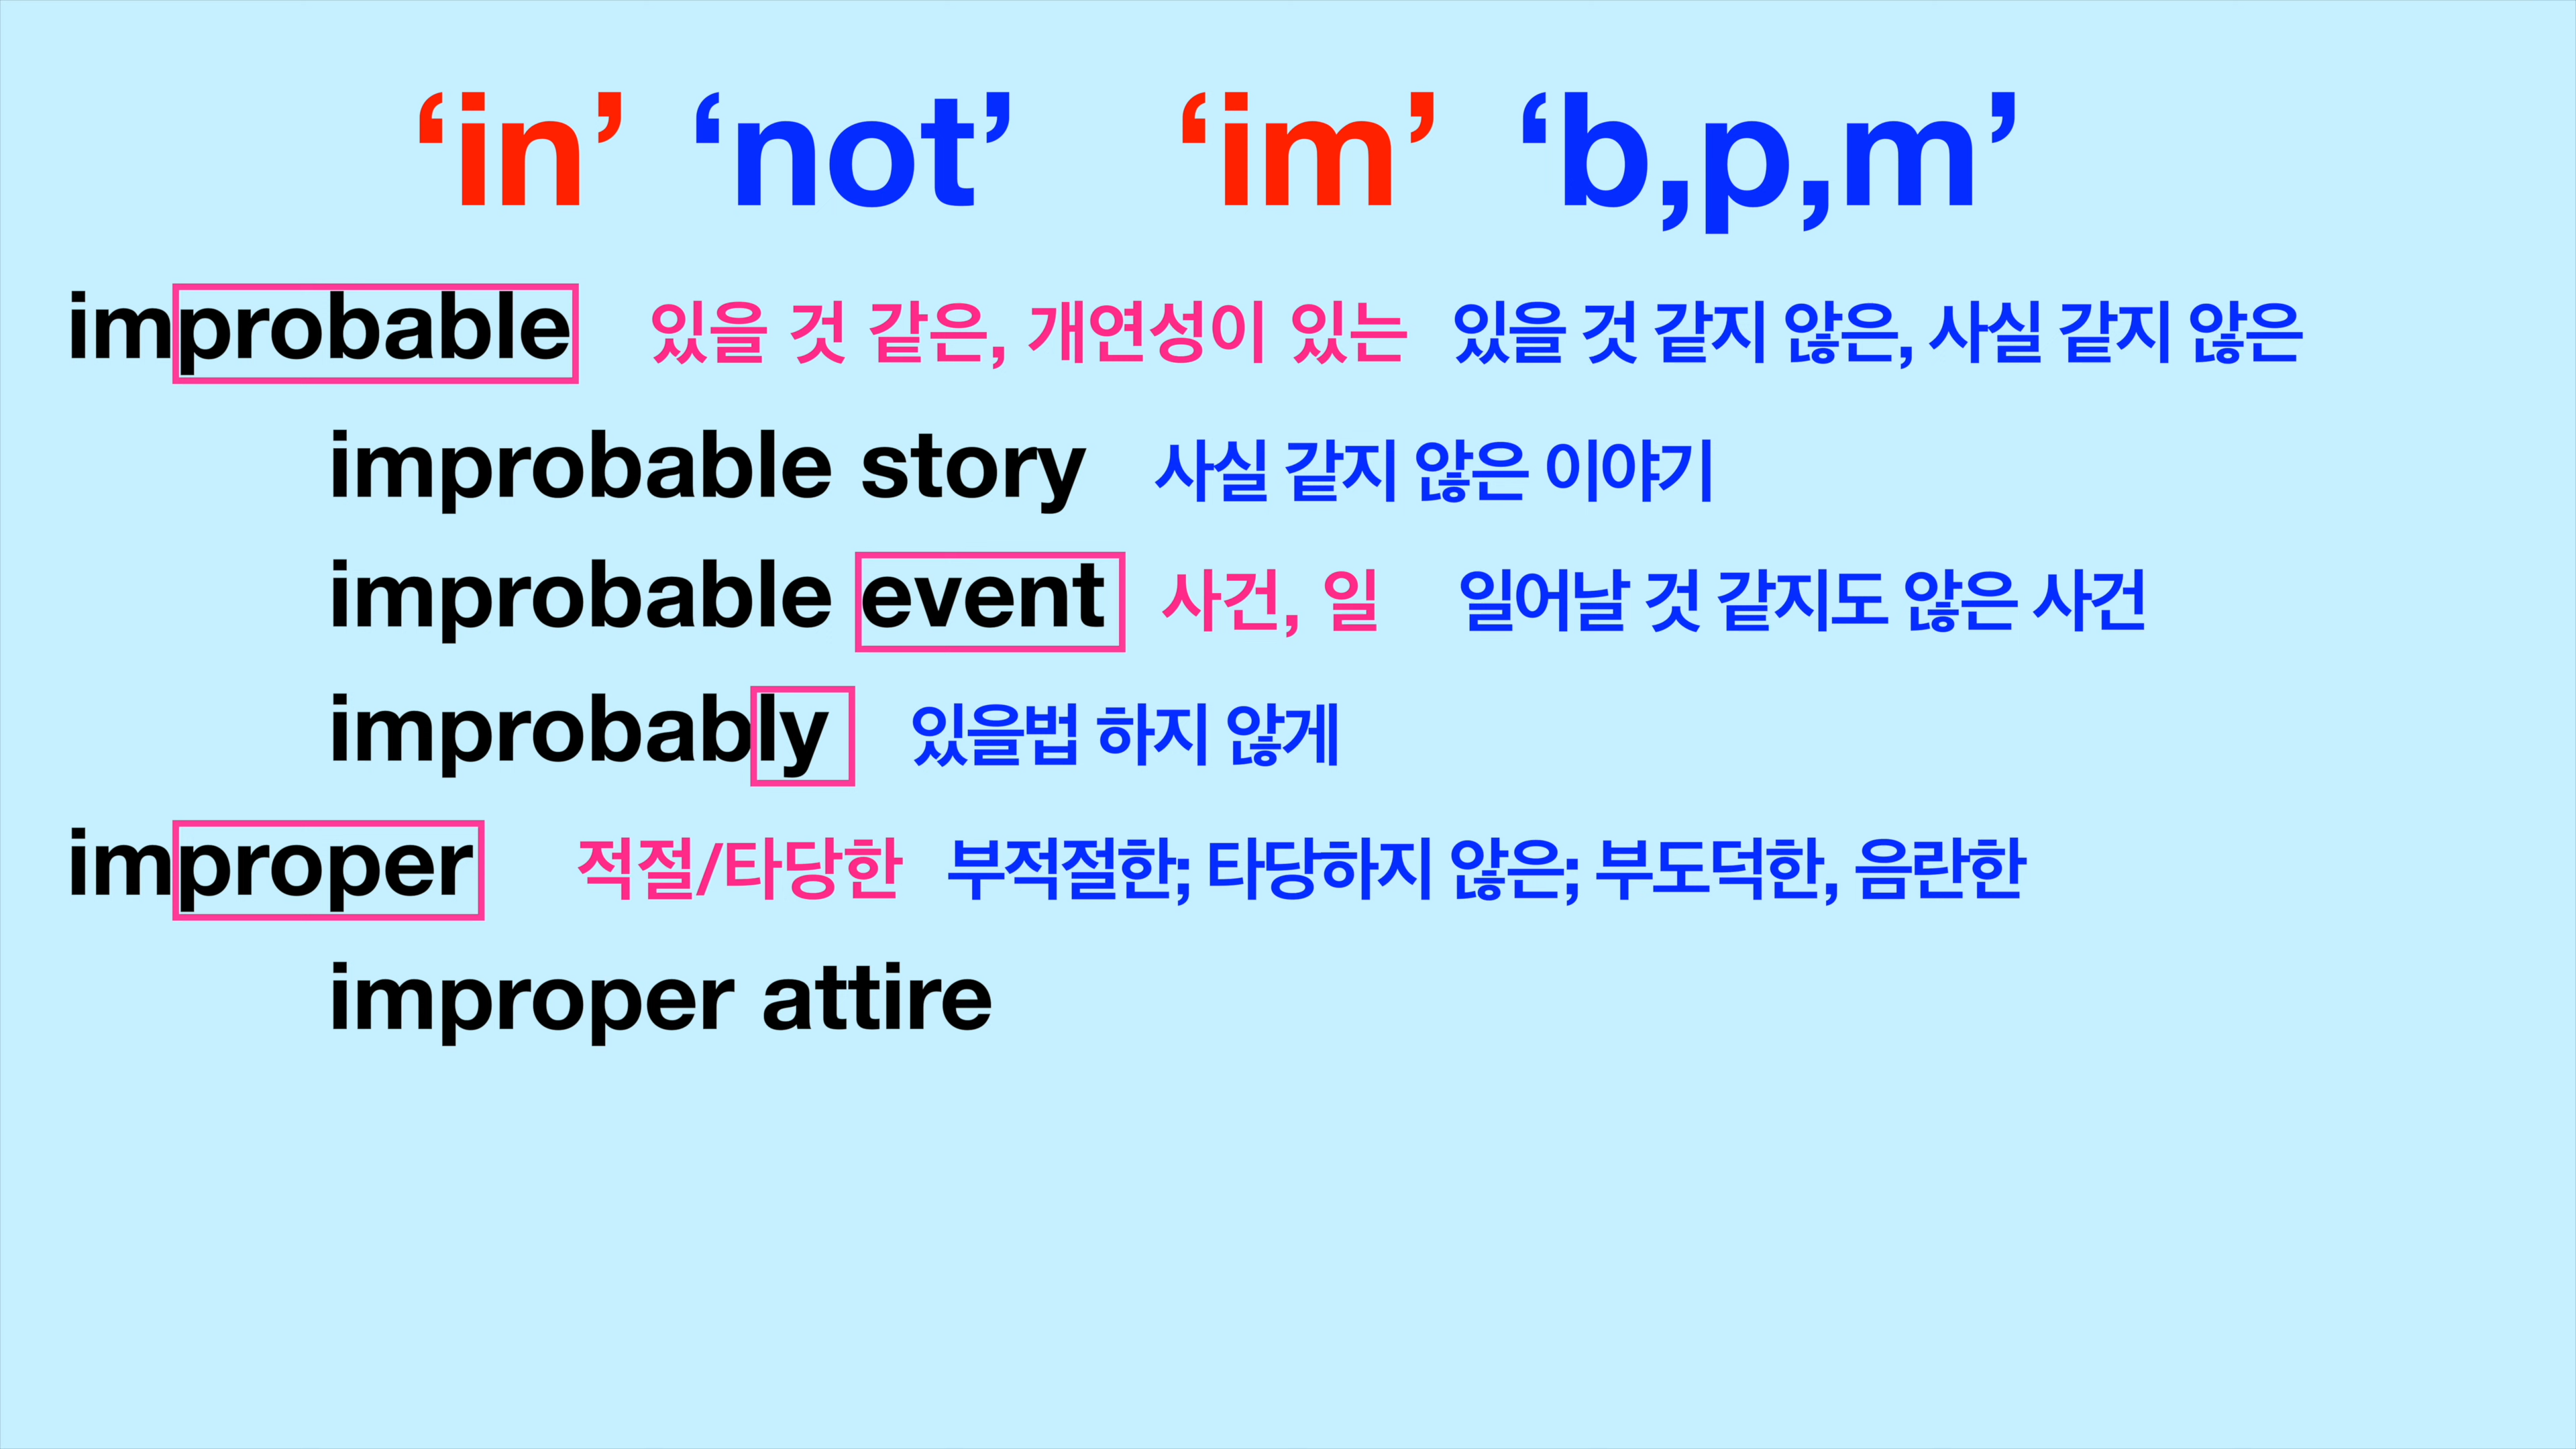 ‘in’ ‘not’ ‘im’ ‘b,p,m’
improbable 있을 것 같은, 개연성이 있는 있을 것 같지 않은, 사실 같지 않은
improbable story 사실 같지 않은 이야기
improbable event 사건, 일 일어날 것 같지도 않은 사건
improbably 있을법 하지 않게
improper 적절/타당한 부적절한; 타당하지 않은; 부도덕한, 음란한
improper attire